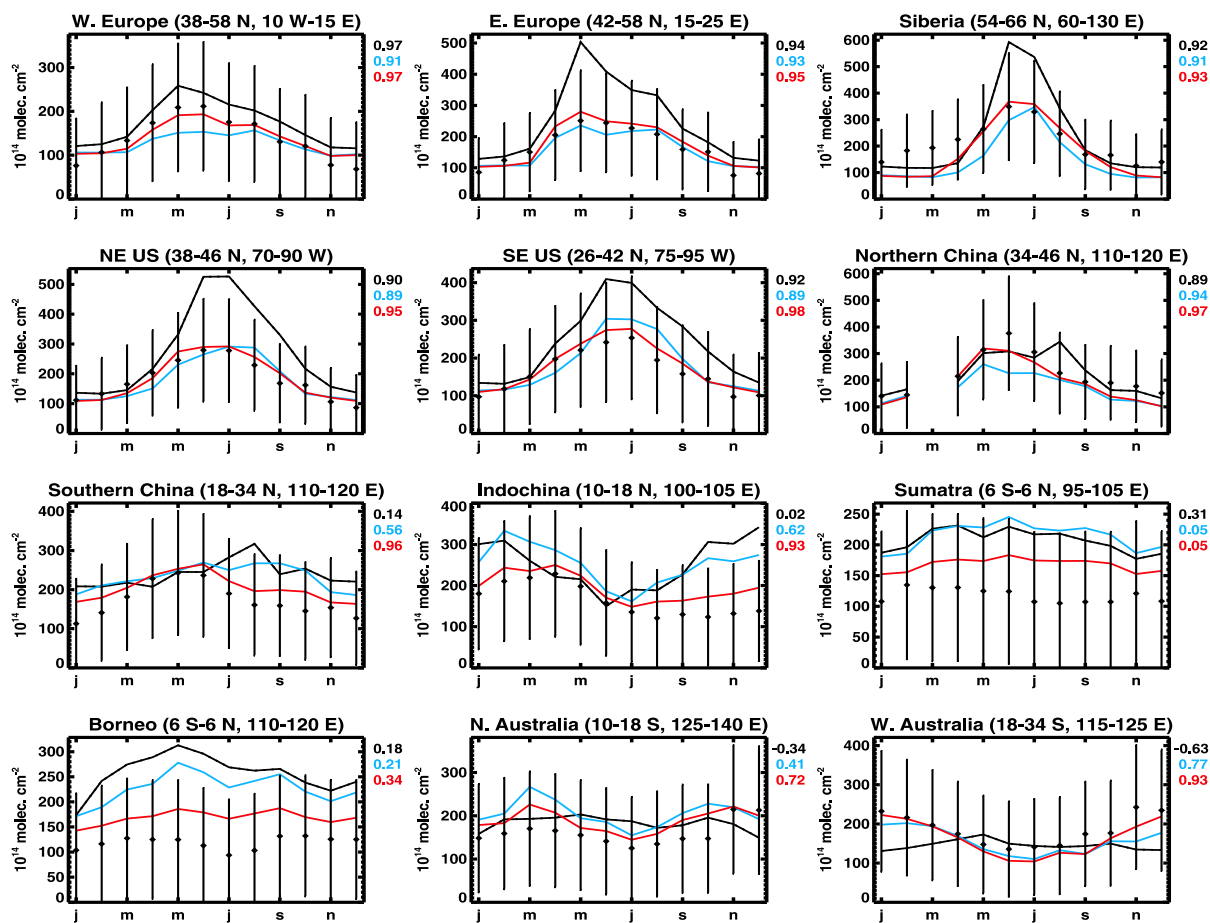 W. Europe (38-58 N, 10 W-15 E)
10¹⁴ molec. cm⁻²
300
200
100
0
j m m j s n
0.97
0.91
0.97
E. Europe (42-58 N, 15-25 E)
10¹⁴ molec. cm⁻²
500
400
300
200
100
0
j m m j s n
0.94
0.93
0.95
Siberia (54-66 N, 60-130 E)
10¹⁴ molec. cm⁻²
600
500
400
300
200
100
0
j m m j s n
0.92
0.91
0.93
NE US (38-46 N, 70-90 W)
10¹⁴ molec. cm⁻²
500
400
300
200
100
0
j m m j s n
0.90
0.89
0.95
SE US (26-42 N, 75-95 W)
10¹⁴ molec. cm⁻²
400
300
200
100
0
j m m j s n
0.92
0.89
0.98
Northern China (34-46 N, 110-120 E)
10¹⁴ molec. cm⁻²
600
500
400
300
200
100
0
j m m j s n
0.89
0.94
0.97
Southern China (18-34 N, 110-120 E)
10¹⁴ molec. cm⁻²
400
300
200
100
0
j m m j s n
0.14
0.56
0.96
Indochina (10-18 N, 100-105 E)
10¹⁴ molec. cm⁻²
400
300
200
100
0
j m m j s n
0.02
0.62
0.93
Sumatra (6 S-6 N, 95-105 E)
10¹⁴ molec. cm⁻²
250
200
150
100
50
0
j m m j s n
0.31
0.05
0.05
Borneo (6 S-6 N, 110-120 E)
10¹⁴ molec. cm⁻²
300
250
200
150
100
50
0
j m m j s n
0.18
0.21
0.34
N. Australia (10-18 S, 125-140 E)
10¹⁴ molec. cm⁻²
300
200
100
0
j m m j s n
-0.34
0.41
0.72
W. Australia (18-34 S, 115-125 E)
10¹⁴ molec. cm⁻²
400
300
200
100
0
j m m j s n
-0.63
0.77
0.93